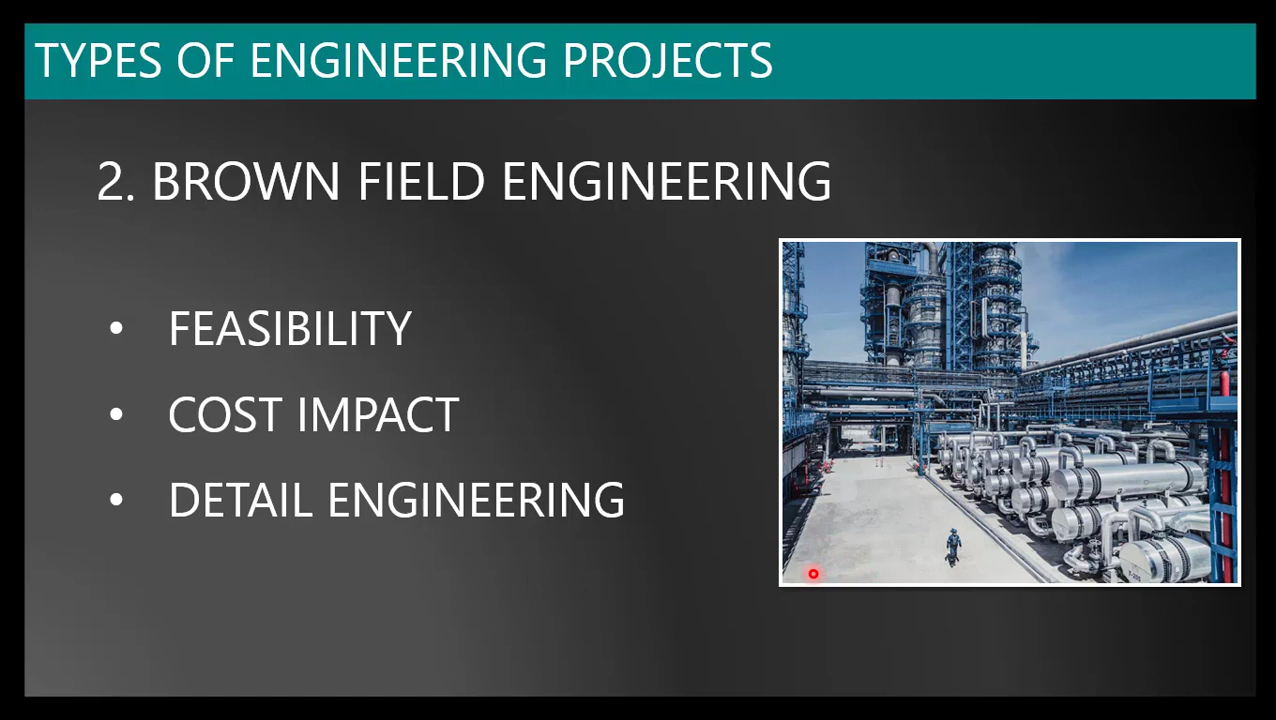 TYPES OF ENGINEERING PROJECTS
2. BROWN FIELD ENGINEERING
• FEASIBILITY
• COST IMPACT
• DETAIL ENGINEERING